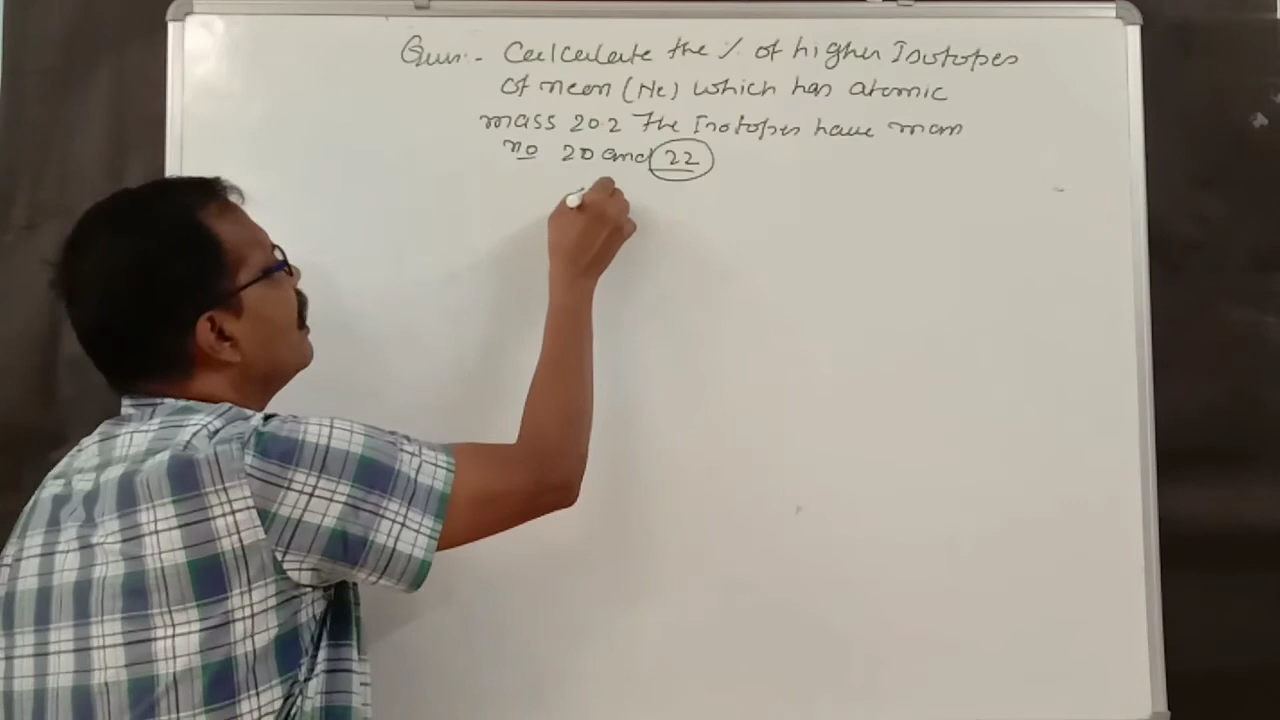 Ques:- Calculate the % of higher Isotopes
of neon (Ne) which has atomic
mass 20.2 The Isotopes have mass
no 20 and 22